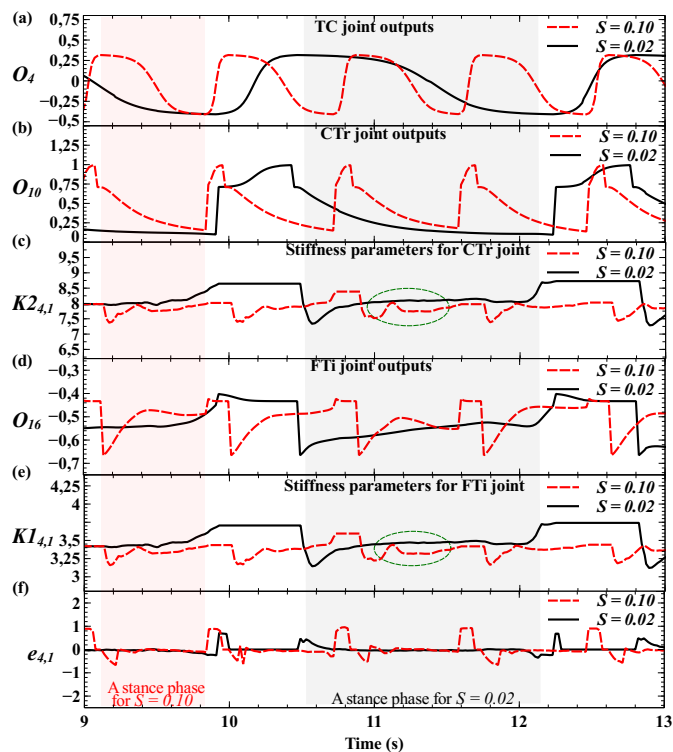 (a)
TC joint outputs
S = 0.10
S = 0.02
O4
0,75
0,5
0,25
0
−0.25
−0.5
(b)
CTr joint outputs
S = 0.10
S = 0.02
O10
1,25
1
0,75
0,5
0,25
0
(c)
Stiffness parameters for CTr joint
S = 0.10
S = 0.02
K24,1
9,5
9
8,5
8
7,5
7
6,5
(d)
FTi joint outputs
S = 0.10
S = 0.02
O16
−0,3
−0,4
−0,5
−0,6
−0,7
(e)
Stiffness parameters for FTi joint
S = 0.10
S = 0.02
K14,1
4,25
4
3,5
3,25
3
(f)
S = 0.10
S = 0.02
e4,1
2
1
0
−1
−2
A stance phase
for S = 0.10
A stance phase for S = 0.02
9 10 11 12 13
Time (s)